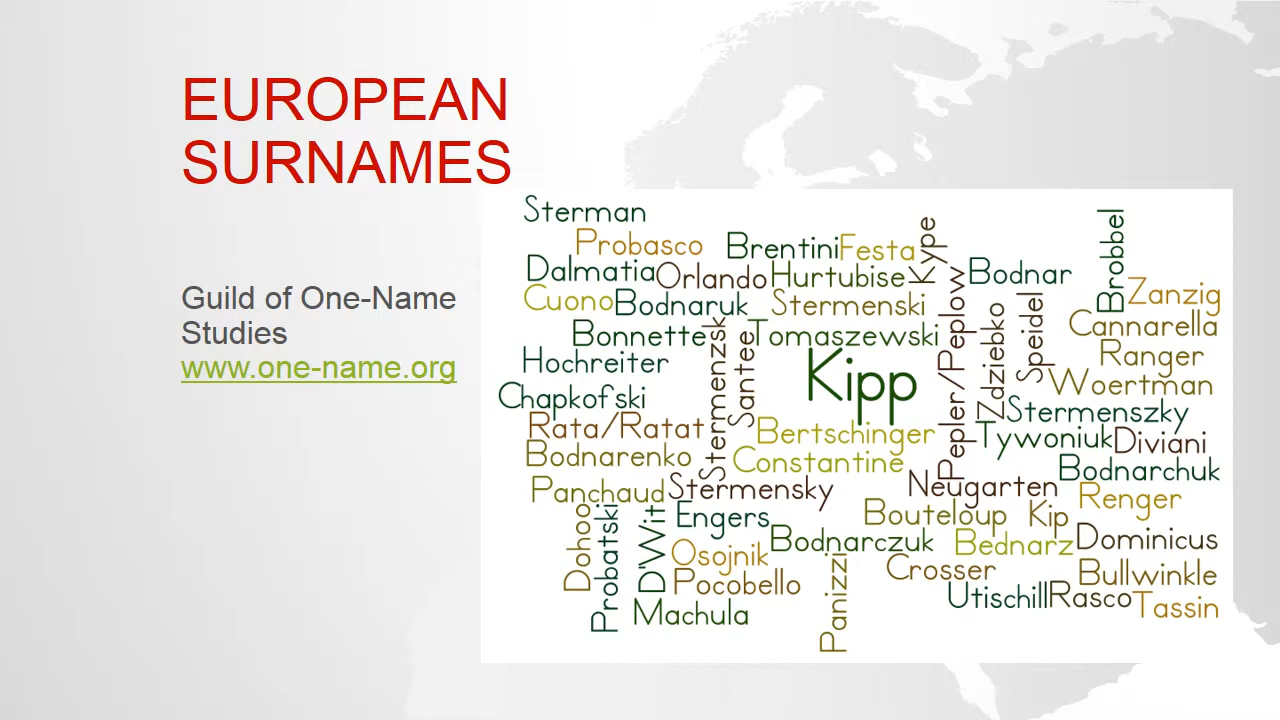 EUROPEAN
SURNAMES
Guild of One-Name
Studies
www.one-name.org
Sterman
Probasco
Brentini
Festa
Kype
Brobbel
Dalmatia
Orlando
Hurtubise
Bodnar
Zanzig
Cuono
Bodnaruk
Stermenski
Cannarella
Bonnette
Tomaszewski
Pepler/Peplow
Zdziebko
Speidel
Ranger
Hochreiter
Stermenzsk
Santee
Kipp
Woertman
Chapkofski
Stermenszky
Rata/Ratat
Bertschinger
Tywoniuk
Diviani
Bodnarenko
Constantine
Bodnarchuk
Panchaud
Stermensky
Neugarten
Renger
Dohoo
Probatski
D'Wit
Engers
Bouteloup
Kip
Osojnik
Bodnarczuk
Bednarz
Dominicus
Pocobello
Panizzi
Crosser
Bullwinkle
Machula
Utischill
Rasco
Tassin